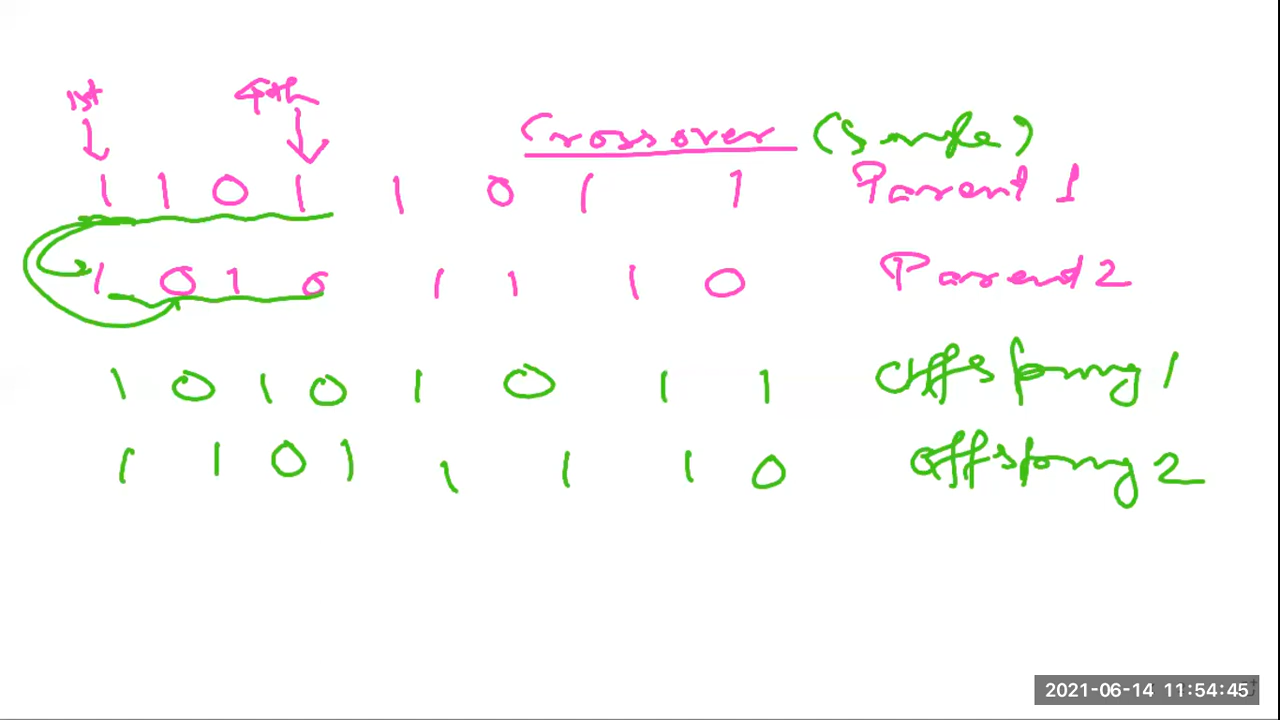 1st 4th
Crossover (Single)
1 1 0 1 1 0 1 1 Parent 1
1 0 1 0 1 1 1 0 Parent 2
1 0 1 0 1 0 1 1 Offspring 1
1 1 0 1 1 1 1 0 Offspring 2
2021-06-14 11:54:45